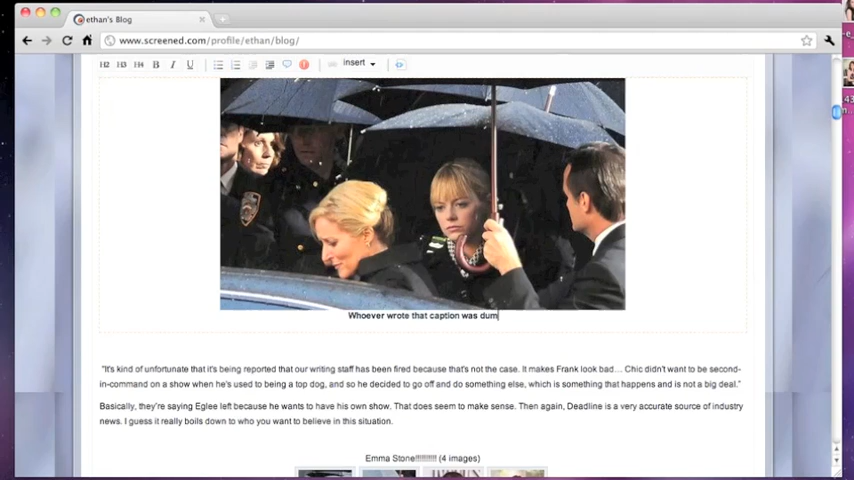 ethan's Blog
www.screened.com/profile/ethan/blog/
H2 H3 H4 B I U insert
Whoever wrote that caption was dum
"It's kind of unfortunate that it's being reported that our writing staff has been fired because that's not the case. It makes Frank look bad... Chic didn't want to be second-
in-command on a show when he's used to being a top dog, and so he decided to go off and do something else, which is something that happens and is not a big deal."
Basically, they're saying Eglee left because he wants to have his own show. That does seem to make sense. Then again, Deadline is a very accurate source of industry
news. I guess it really boils down to who you want to believe in this situation.
Emma Stone!!!!!!!!!! (4 images)